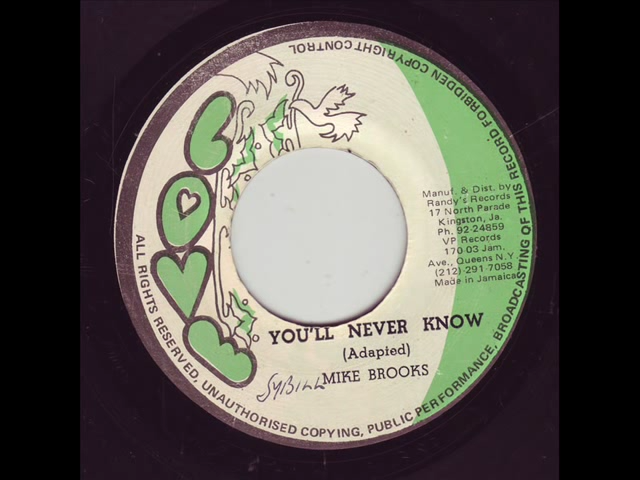 LOVE
Manuf. & Dist. by
Randy's Records
17 North Parade
Kingston, Ja.
Ph. 92-24859
VP Records
170-03 Jam.
Ave., Queens N.Y.
(212) 291-7058
Made in Jamaica
YOU'LL NEVER KNOW
(Adapied)
SYBILL MIKE BROOKS
ALL RIGHTS RESERVED, UNAUTHORISED COPYING, PUBLIC PERFORMANCE, BROADCASTING OF THIS RECORD FORBIDDEN COPYRIGHT CONTROL